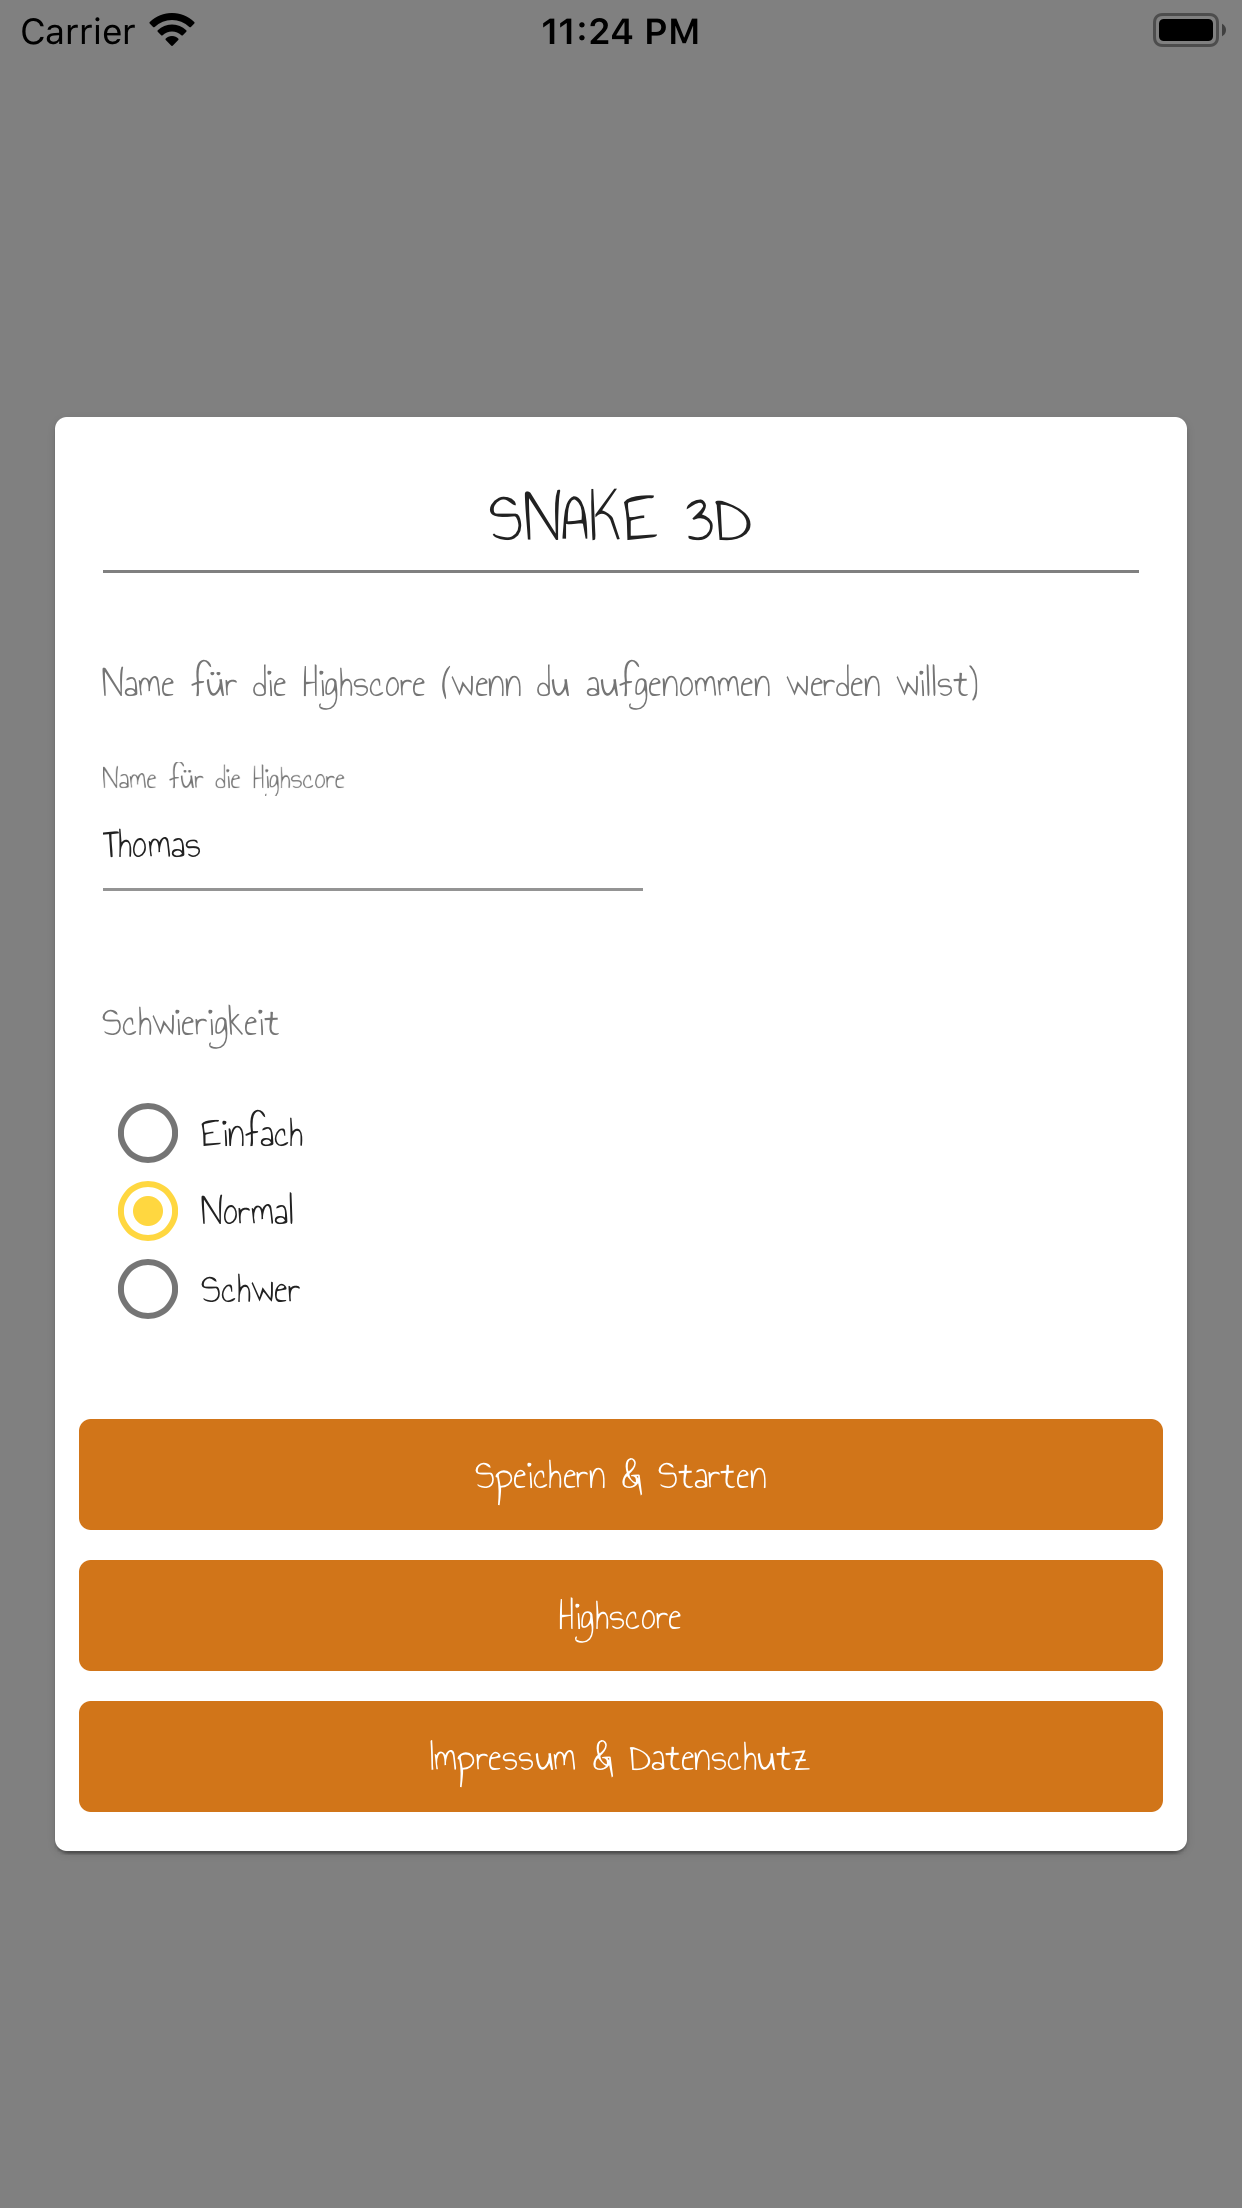 Carrier 11:24 PM
SNAKE 3D
Name für die Highscore (wenn du aufgenommen werden willst)
Name für die Highscore
Thomas
Schwierigkeit
Einfach
Normal
Schwer
Speichern & Starten
Highscore
Impressum & Datenschutz